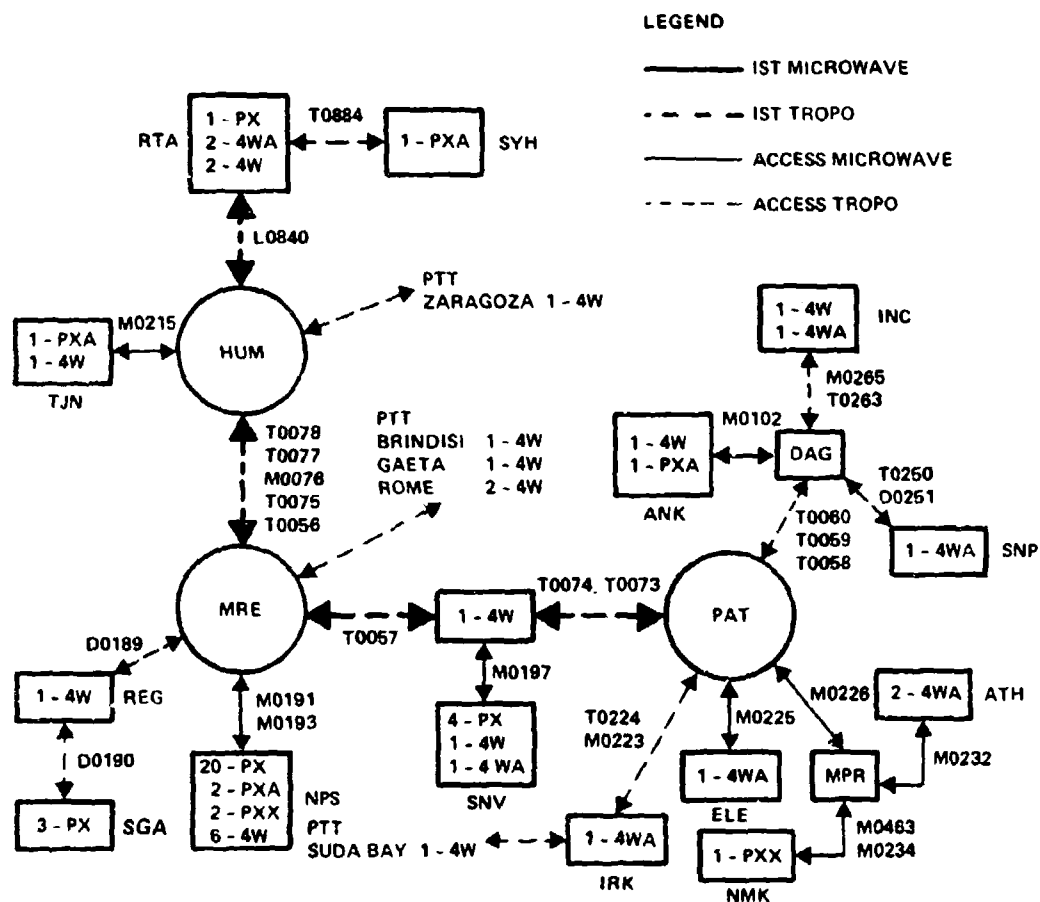 LEGEND
IST MICROWAVE
IST TROPO
ACCESS MICROWAVE
ACCESS TROPO
RTA
1 - PX
2 - 4WA
2 - 4W
T0884
1 - PXA
SYH
L0840
PTT
ZARAGOZA 1 - 4W
HUM
M0215
1 - PXA
1 - 4W
TJN
1 - 4W
1 - 4WA
INC
M0265
T0263
T0078
T0077
M0076
T0075
T0056
PTT
BRINDISI 1 - 4W
GAETA 1 - 4W
ROME 2 - 4W
1 - 4W
1 - PXA
ANK
M0102
DAG
T0250
D0251
1 - 4WA
SNP
T0060
T0059
T0058
MRE
T0057
1 - 4W
T0074, T0073
PAT
D0189
1 - 4W
REG
D0190
3 - PX
SGA
M0191
M0193
20 - PX
2 - PXA
2 - PXX
6 - 4W
NPS
PTT
SUDA BAY 1 - 4W
M0197
4 - PX
1 - 4W
1 - 4 WA
SNV
T0224
M0223
1 - 4WA
IRK
M0225
1 - 4WA
ELE
M0226
MPR
2 - 4WA
ATH
M0232
M0463
M0234
1 - PXX
NMK